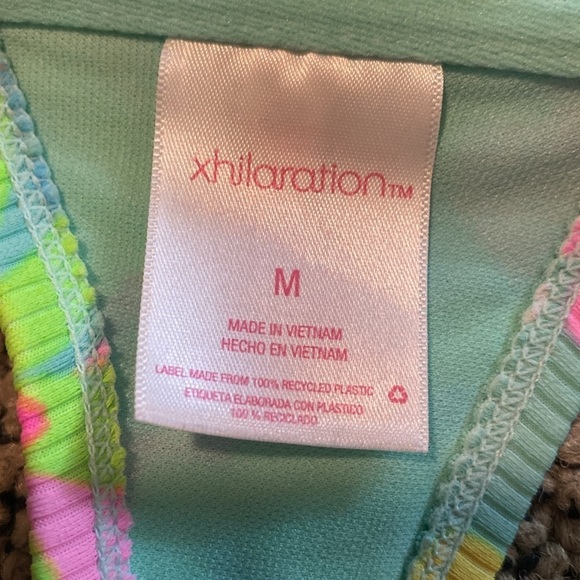 xhilaration™
M
MADE IN VIETNAM
HECHO EN VIETNAM
LABEL MADE FROM 100% RECYCLED PLASTIC
ETIQUETA ELABORADA CON PLASTICO
100 % RECICLADO